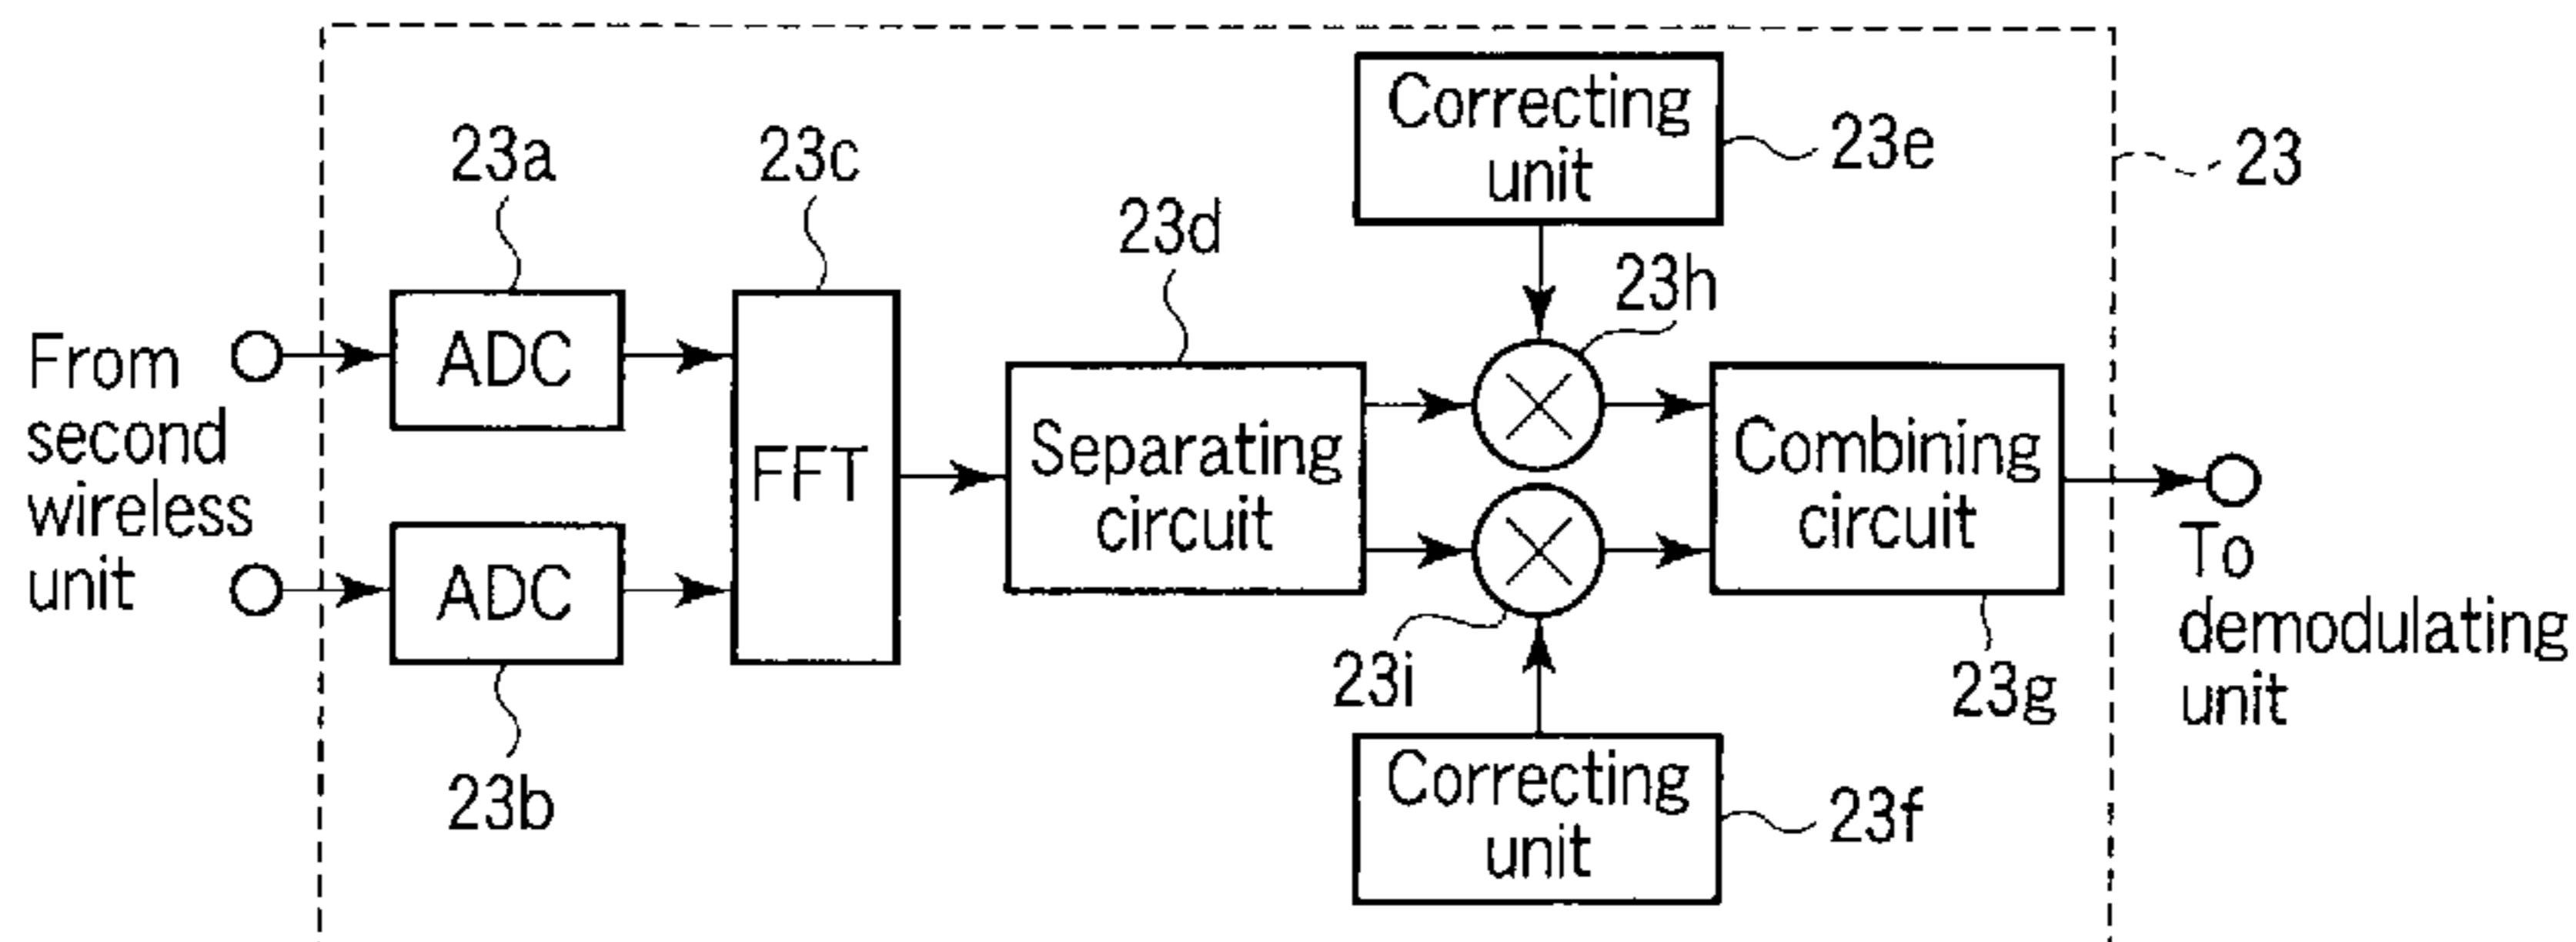 Correcting
unit
23e
23
23a
23c
23d
23h
From
second
wireless
unit
ADC
ADC
FFT
Separating
circuit
Combining
circuit
To
demodulating
unit
23b
23i
23g
Correcting
unit
23f